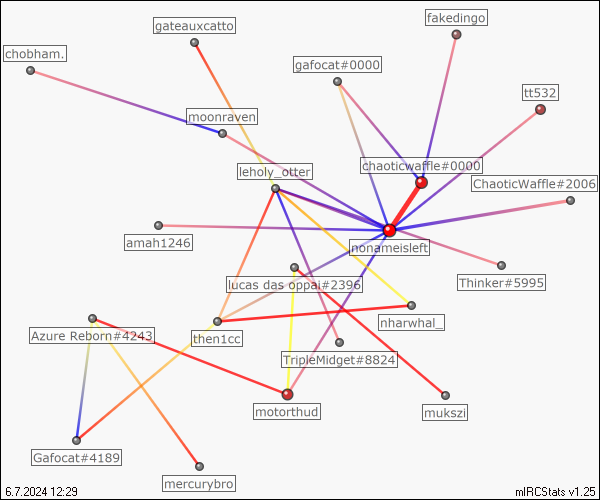 fakedingo
gateauxcatto
chobham.
gafocat#0000
tt532
moonraven
chaoticwaffle#0000
leholy_otter
ChaoticWaffle#2006
amah1246
nonameisleft
Thinker#5995
lucas das oppai#2396
nharwhal_
Azure Reborn#4243
then1cc
TripleMidget#8824
motorthud
mukszi
Gafocat#4189
mercurybro
6.7.2024 12:29
mIRCStats v1.25